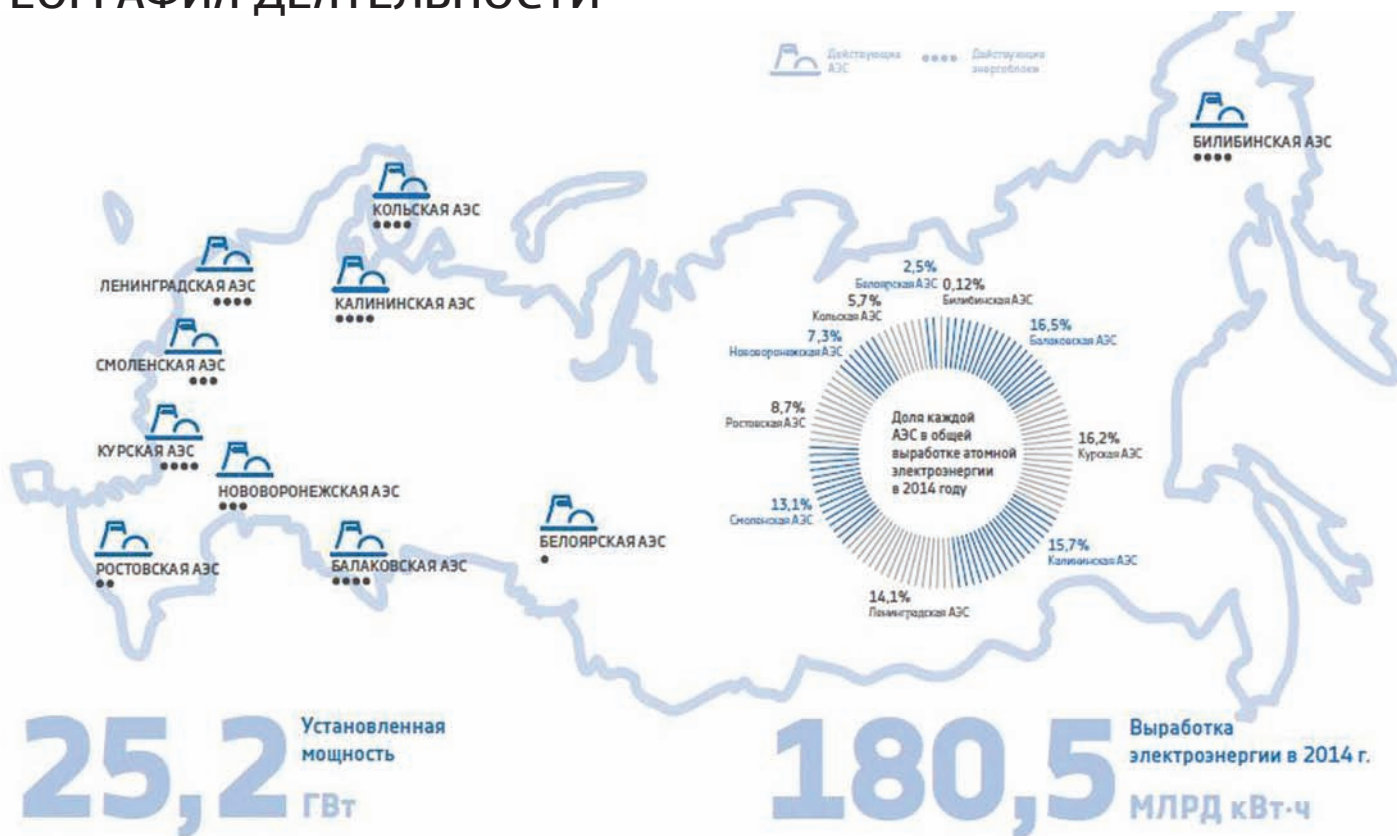 ЕОГРАФИЯ ДЕЯТЕЛЬНОСТИ
Действующие
АЭС
Действующие
энергоблоки
БИЛИБИНСКАЯ АЭС
КОЛЬСКАЯ АЭС
ЛЕНИНГРАДСКАЯ АЭС
КАЛИНИНСКАЯ АЭС
СМОЛЕНСКАЯ АЭС
КУРСКАЯ АЭС
НОВОВОРОНЕЖСКАЯ АЭС
РОСТОВСКАЯ АЭС
БАЛАКОВСКАЯ АЭС
БЕЛОЯРСКАЯ АЭС
2,5%
Белоярская АЭС
0,12%
Билибинская АЭС
5,7%
Кольская АЭС
16,5%
Балаковская АЭС
7,3%
Нововоронежская АЭС
8,7%
Ростовская АЭС
16,2%
Курская АЭС
13,1%
Смоленская АЭС
15,7%
Калининская АЭС
14,1%
Ленинградская АЭС
Доля каждой
АЭС в общей
выработке атомной
электроэнергии
в 2014 году
25,2
Установленная
мощность
ГВт
180,5
Выработка
электроэнергии в 2014 г.
МЛРД кВт·ч